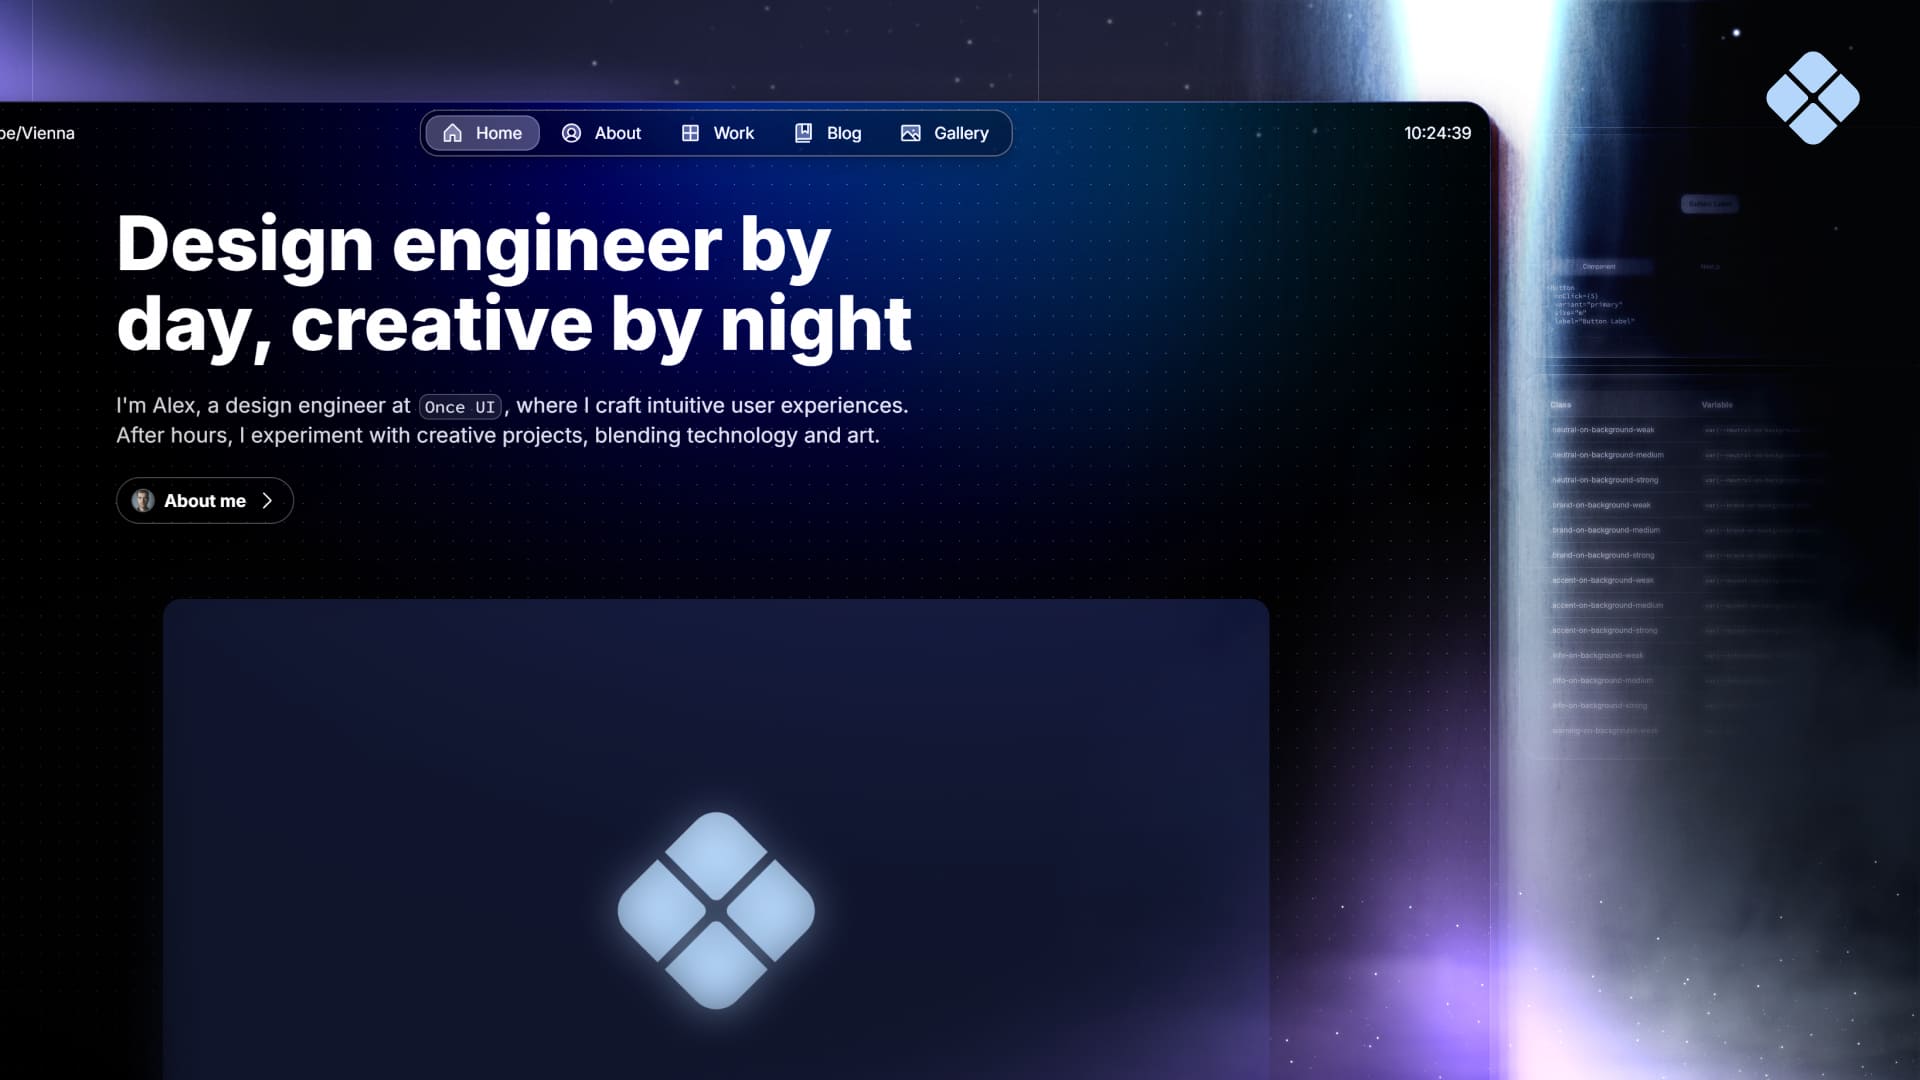 pe/Vienna
Home
About
Work
Blog
Gallery
10:24:39
Design engineer by
day, creative by night
I'm Alex, a design engineer at Once UI, where I craft intuitive user experiences.
After hours, I experiment with creative projects, blending technology and art.
About me
Button Label
Component
Next.js
variant="primary"
size="m"
label="Button Label"
Class
Variable
neutral-on-background-weak
neutral-on-background-medium
neutral-on-background-strong
brand-on-background-weak
brand-on-background-medium
brand-on-background-strong
accent-on-background-weak
accent-on-background-medium
accent-on-background-strong
info-on-background-weak
info-on-background-medium
info-on-background-strong
warning-on-background-weak